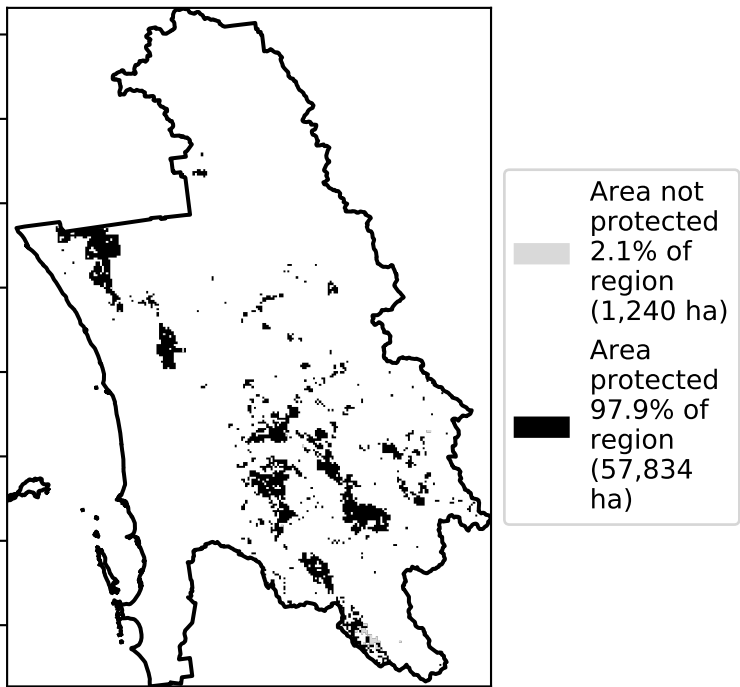 Area not
protected
2.1% of
region
(1,240 ha)
Area
protected
97.9% of
region
(57,834
ha)